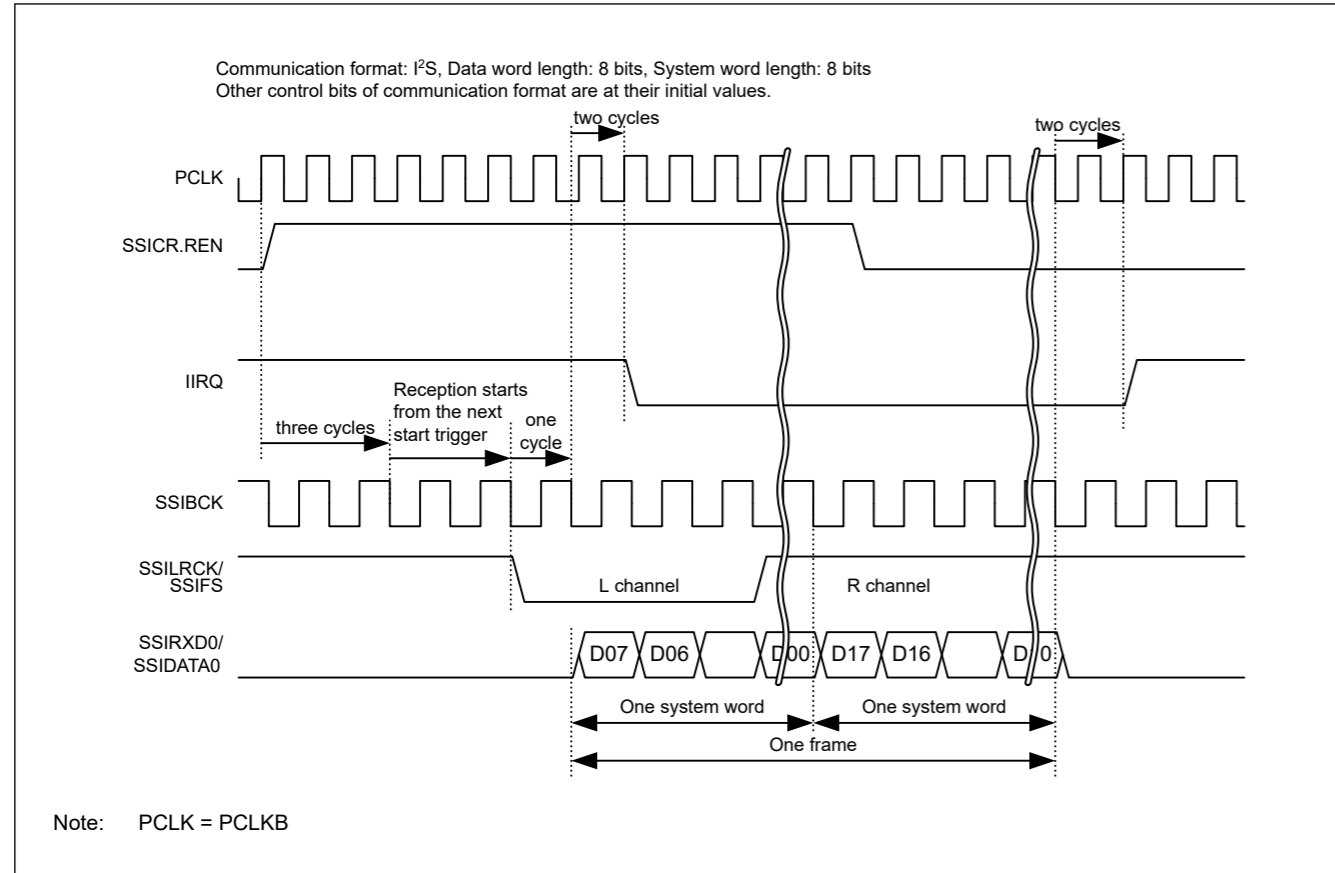 Communication format: I²S, Data word length: 8 bits, System word length: 8 bits
Other control bits of communication format are at their initial values.
two cycles
two cycles
PCLK
SSICR.REN
IIRQ
Reception starts
from the next
start trigger
three cycles
one
cycle
SSIBCK
SSILRCK/
SSIFS
L channel
R channel
SSIRXD0/
SSIDATA0
D07 D06 D00 D17 D16
One system word
One system word
One frame
Note: PCLK = PCLKB